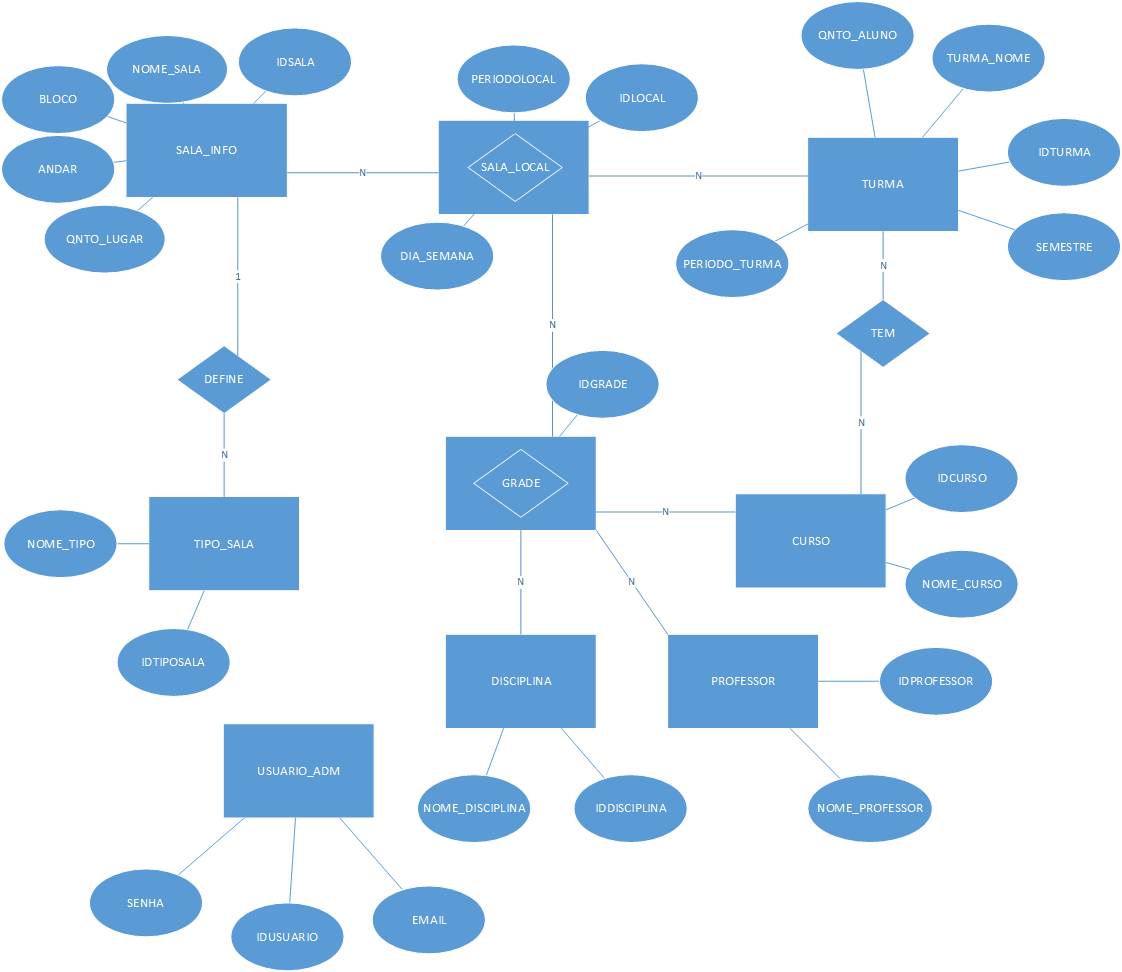 QNTO_ALUNO
TURMA_NOME
NOME_SALA
IDSALA
PERIODOLOCAL
IDLOCAL
BLOCO
SALA_INFO
SALA_LOCAL
IDTURMA
ANDAR
N
N
TURMA
QNTO_LUGAR
DIA_SEMANA
PERIODO_TURMA
SEMESTRE
1
N
N
TEM
DEFINE
IDGRADE
N
N
GRADE
IDCURSO
N
CURSO
NOME_TIPO
TIPO_SALA
N
N
NOME_CURSO
IDTIPOSALA
DISCIPLINA
PROFESSOR
IDPROFESSOR
USUARIO_ADM
NOME_DISCIPLINA
IDDISCIPLINA
NOME_PROFESSOR
SENHA
IDUSUARIO
EMAIL